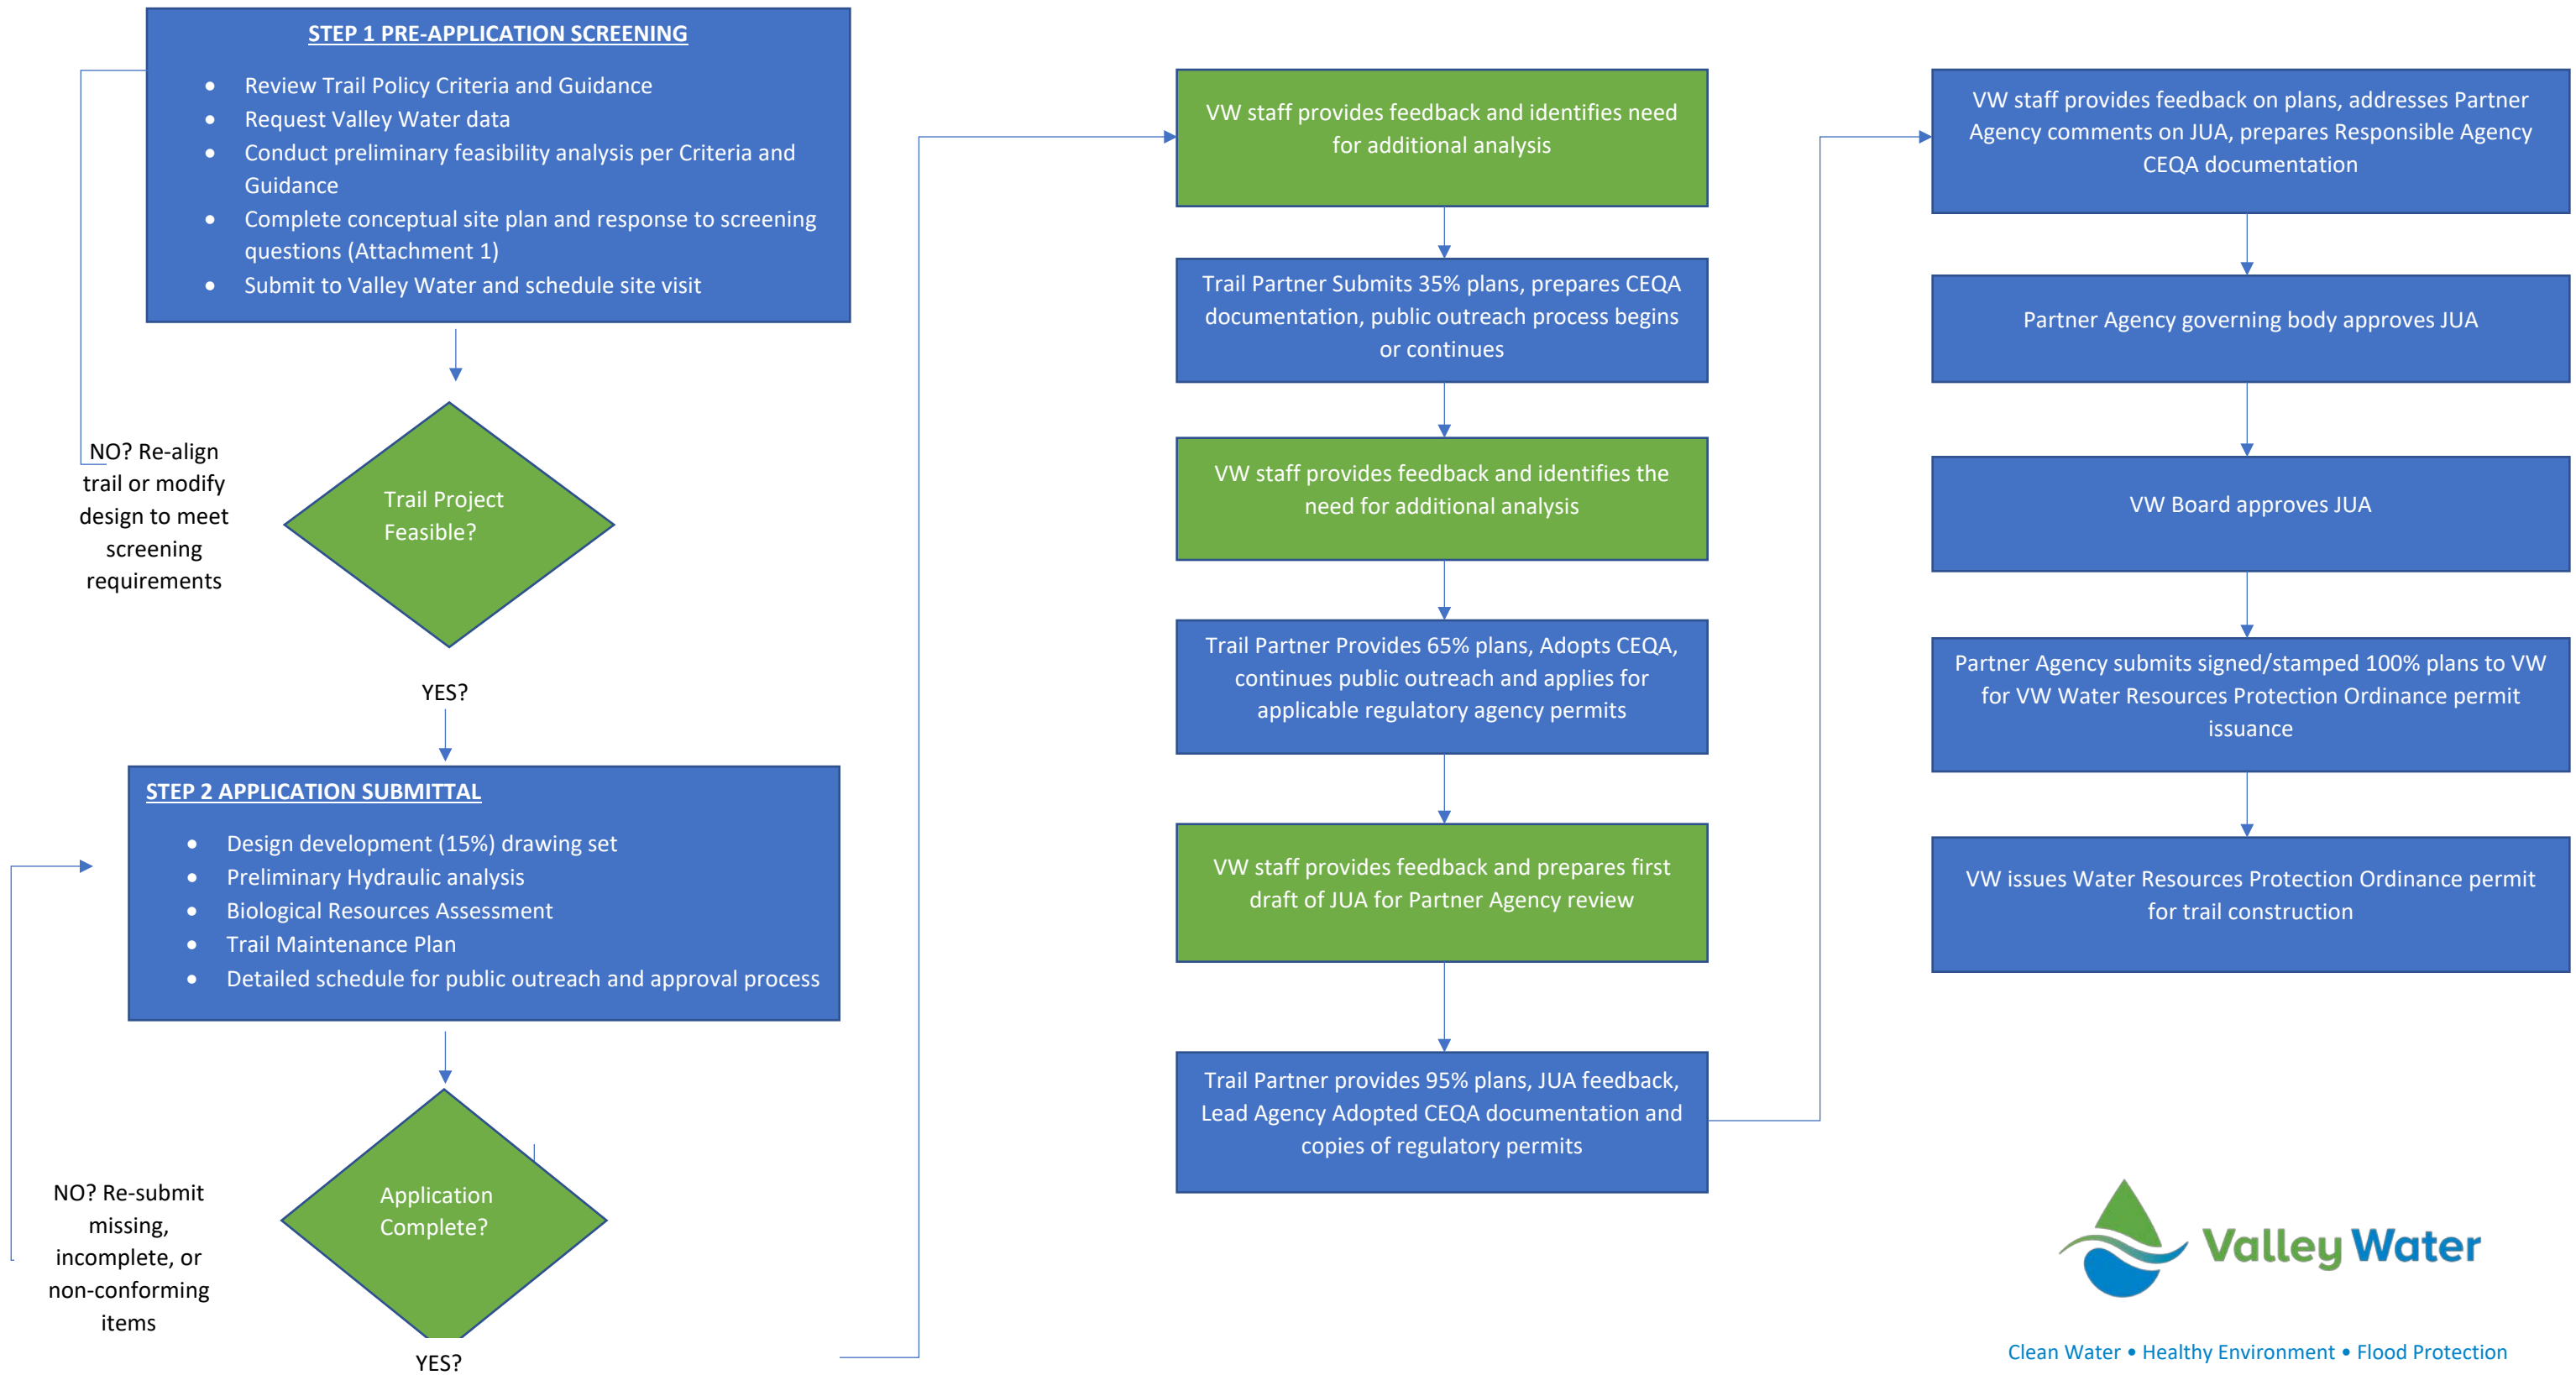 STEP 1 PRE-APPLICATION SCREENING
• Review Trail Policy Criteria and Guidance
• Request Valley Water data
• Conduct preliminary feasibility analysis per Criteria and
Guidance
• Complete conceptual site plan and response to screening
questions (Attachment 1)
• Submit to Valley Water and schedule site visit
NO? Re-align
trail or modify
design to meet
screening
requirements
Trail Project
Feasible?
YES?
STEP 2 APPLICATION SUBMITTAL
• Design development (15%) drawing set
• Preliminary Hydraulic analysis
• Biological Resources Assessment
• Trail Maintenance Plan
• Detailed schedule for public outreach and approval process
NO? Re-submit
missing,
incomplete, or
non-conforming
items
Application
Complete?
YES?
VW staff provides feedback and identifies need
for additional analysis
Trail Partner Submits 35% plans, prepares CEQA
documentation, public outreach process begins
or continues
VW staff provides feedback and identifies the
need for additional analysis
Trail Partner Provides 65% plans, Adopts CEQA,
continues public outreach and applies for
applicable regulatory agency permits
VW staff provides feedback and prepares first
draft of JUA for Partner Agency review
Trail Partner provides 95% plans, JUA feedback,
Lead Agency Adopted CEQA documentation and
copies of regulatory permits
VW staff provides feedback on plans, addresses Partner
Agency comments on JUA, prepares Responsible Agency
CEQA documentation
Partner Agency governing body approves JUA
VW Board approves JUA
Partner Agency submits signed/stamped 100% plans to VW
for VW Water Resources Protection Ordinance permit
issuance
VW issues Water Resources Protection Ordinance permit
for trail construction
Valley Water
Clean Water • Healthy Environment • Flood Protection